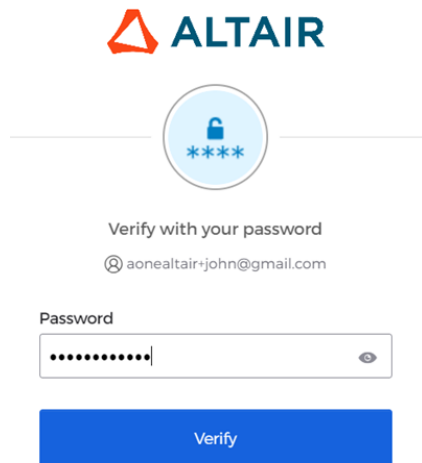 ALTAIR
****
Verify with your password
aonealtair+john@gmail.com
Password
••••••••••••
Verify